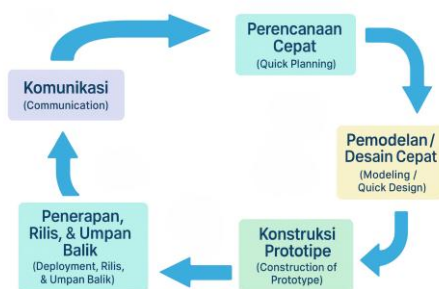 Komunikasi
(Communication)
Perencanaan
Cepat
(Quick Planning)
Pemodelan /
Desain Cepat
(Modeling /
Quick Design)
Konstruksi
Prototipe
(Construction of
Prototype)
Penerapan,
Rilis, & Umpan
Balik
(Deployment, Rilis,
& Umpan Balik)